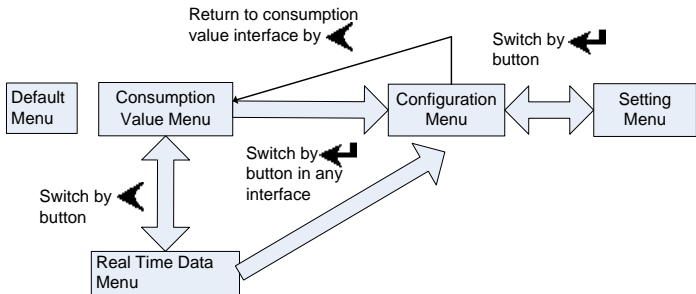 Return to consumption
value interface by
Switch by
button
Default
Menu
Consumption
Value Menu
Configuration
Menu
Setting
Menu
Switch by
button in any
interface
Switch by
button
Real Time Data
Menu